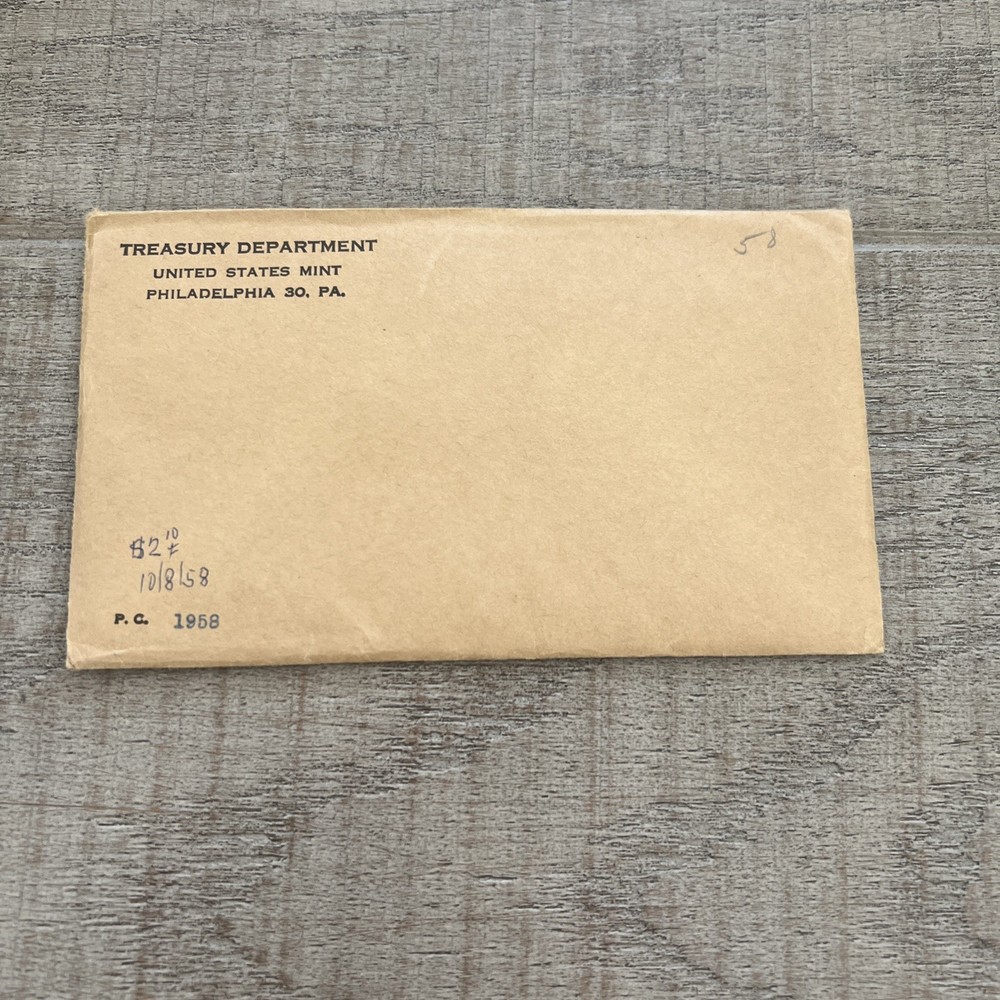 TREASURY DEPARTMENT
UNITED STATES MINT
PHILADELPHIA 30, PA.
58
$2 10
10/8/58
P. C. 1958